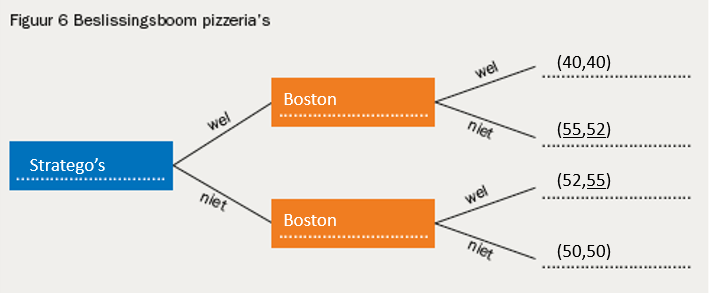 Figuur 6 Beslissingsboom pizzeria's
wel
(40,40)
Boston
wel
niet
(55,52)
Stratego's
niet
wel
(52,55)
Boston
niet
(50,50)